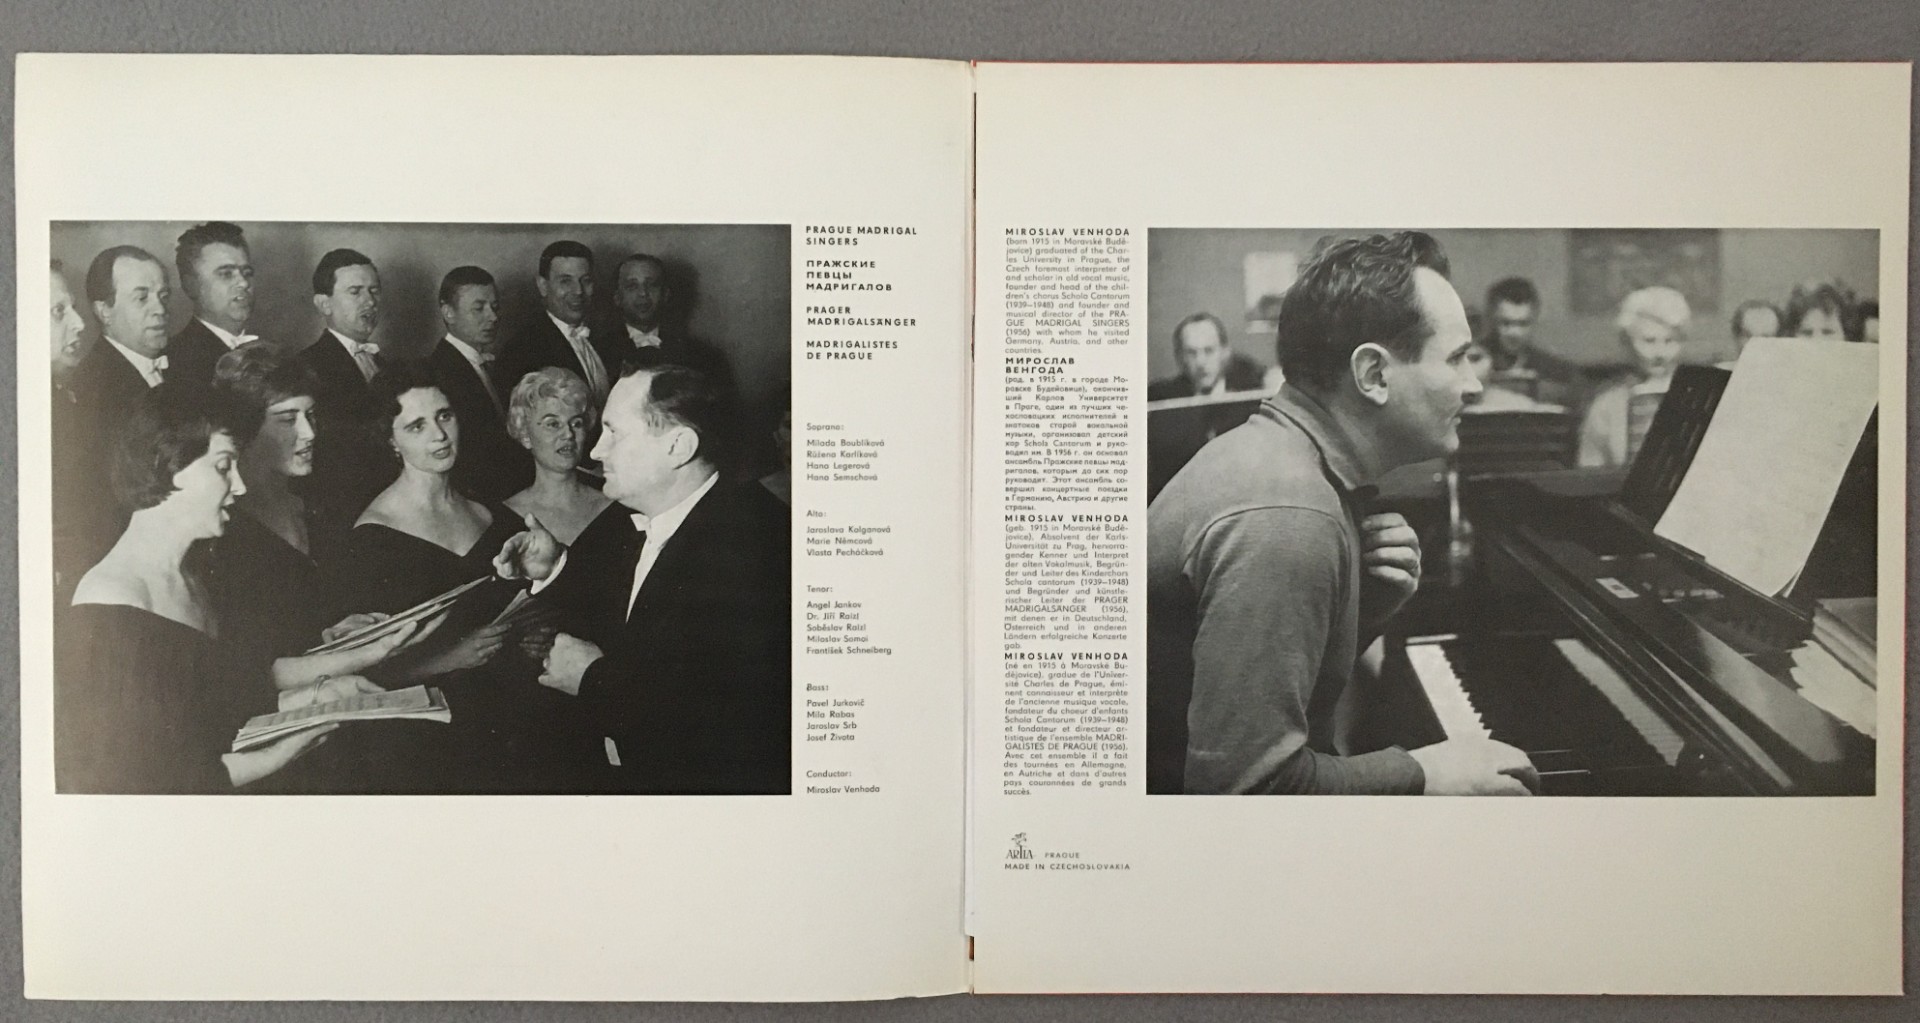 PRAGUE MADRIGAL
SINGERS
ПРАЖСКИЕ
ПЕВЦЫ
МАДРИГАЛОВ
PRAGER
MADRIGALSÄNGER
MADRIGALISTES
DE PRAGUE
Soprano:
Milada Boublíková
Růžena Karlíková
Hana Legerová
Hana Semschová
Alto:
Jaroslava Kolganová
Marie Němcová
Vlasta Pecháčková
Tenor:
Angel Jankov
Dr. Jiří Raizl
Soběslav Raizl
Miloslav Samai
František Schneiberg
Bass:
Pavel Jurkovič
Mila Rabas
Jaroslav Srb
Josef Života
Conductor:
Miroslav Venhoda
MIROSLAV VENHODA
(born 1915 in Moravské Budě-
jovice) graduated of the Char-
les University in Prague, the
Czech foremost interpreter of
and scholar in old vocal music,
founder and head of the chil-
dren's chorus Schola Cantorum
(1939—1948) and founder and
musical director of the PRA-
GUE MADRIGAL SINGERS
(1956) with whom he visited
Germany, Austria, and other
countries.
МИРОСЛАВ
ВЕНГОДА
(род. в 1915 г. в городе Мо-
равске Будейовице), окончив-
ший Карлов Университет
в Праге, один из лучших че-
хословацких исполнителей и
знатоков старой вокальной
музыки, организовал детский
хор Schola Cantorum и руко-
водил им. В 1956 г. он основал
ансамбль Пражские певцы мад-
ригалов, которым до сих пор
руководит. Этот ансамбль со-
вершил концертные поездки
в Германию, Австрию и другие
страны.
MIROSLAV VENHODA
(geb. 1915 in Moravské Budě-
jovice), Absolvent der Karls-
Universität zu Prag, hervorra-
gender Kenner und Interpret
der alten Vokalmusik, Begrün-
der und Leiter des Kinderchors
Schola cantorum (1939—1948)
und Begründer und künstle-
rischer Leiter der PRAGER
MADRIGALSÄNGER (1956),
mit denen er in Deutschland,
Österreich und in anderen
Ländern erfolgreiche Konzerte
gab.
MIROSLAV VENHODA
(né en 1915 à Moravské Bu-
dějovice), gradue de l'Univer-
sité Charles de Prague, émi-
nent connaisseur et interprète
de l'ancienne musique vocale,
fondateur du choeur d'enfants
Schola Cantorum (1939—1948)
et fondateur et directeur ar-
tistique de l'ensemble MADRI-
GALISTES DE PRAGUE (1956).
Avec cet ensemble il a fait
des tournées en Allemagne,
en Autriche et dans d'autres
pays couronnées de grands
succès.
ARTIA PRAGUE
MADE IN CZECHOSLOVAKIA